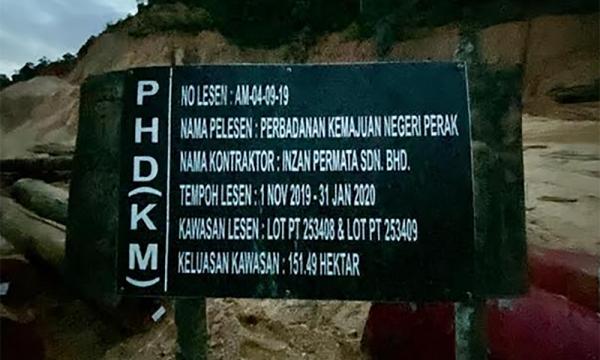 PHD(KM)
NO LESEN : AM-04-09-19
NAMA PELESEN : PERBADANAN KEMAJUAN NEGERI PERAK
NAMA KONTRAKTOR : INZAN PERMATA SDN. BHD.
TEMPOH LESEN : 1 NOV 2019 - 31 JAN 2020
KAWASAN LESEN : LOT PT 253408 & LOT PT 253409
KELUASAN KAWASAN : 151.49 HEKTAR